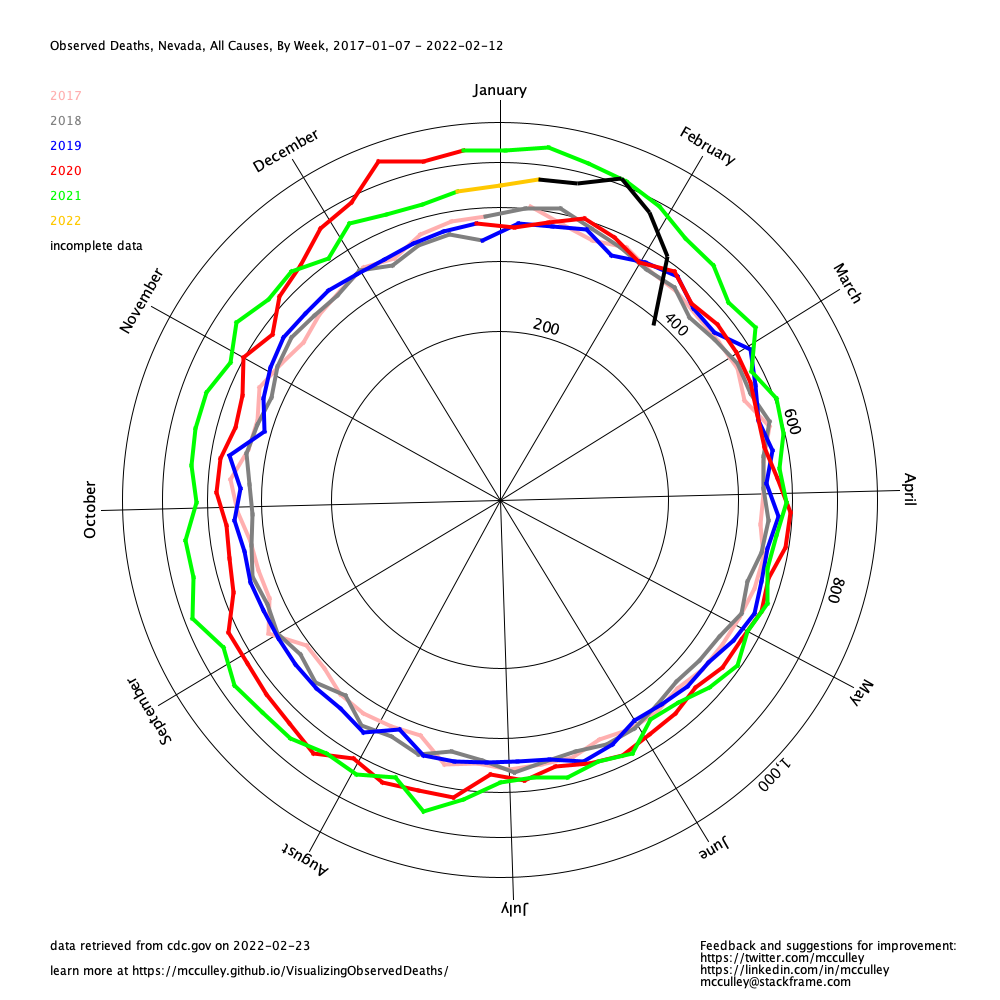 Observed Deaths, Nevada, All Causes, By Week, 2017-01-07 - 2022-02-12
January
2017
2018
2019
2020
2021
2022
incomplete data
December
February
November
March
200
400
600
October
April
800
September
May
1,000
August
June
July
data retrieved from cdc.gov on 2022-02-23
learn more at https://mcculley.github.io/VisualizingObservedDeaths/
Feedback and suggestions for improvement:
https://twitter.com/mcculley
https://linkedin.com/in/mcculley
mcculley@stackframe.com